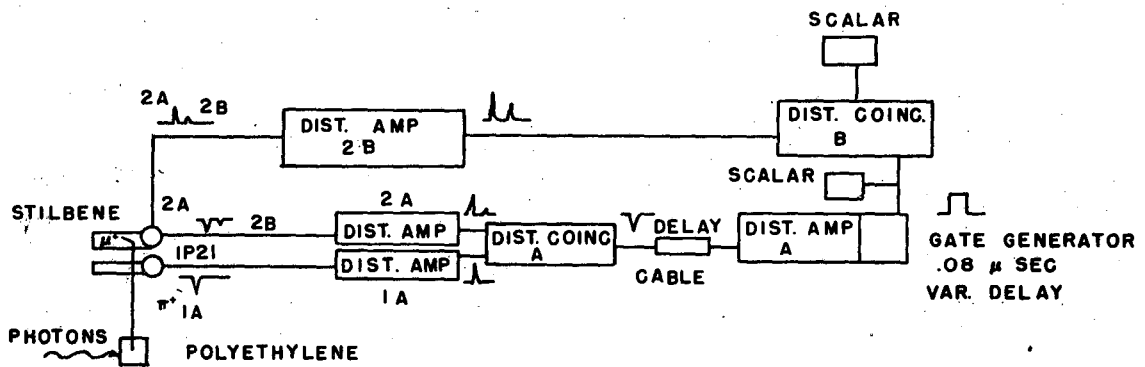 SCALAR
2A 2B
DIST. AMP
2B
DIST. COINC.
B
SCALAR
STILBENE
2A
2B
μ+
1P21
2A
DIST. AMP
DIST. AMP
1A
DIST. COINC
A
DELAY
CABLE
DIST. AMP
A
GATE GENERATOR
.08 μ SEC
VAR. DELAY
π+ 1A
PHOTONS
POLYETHYLENE